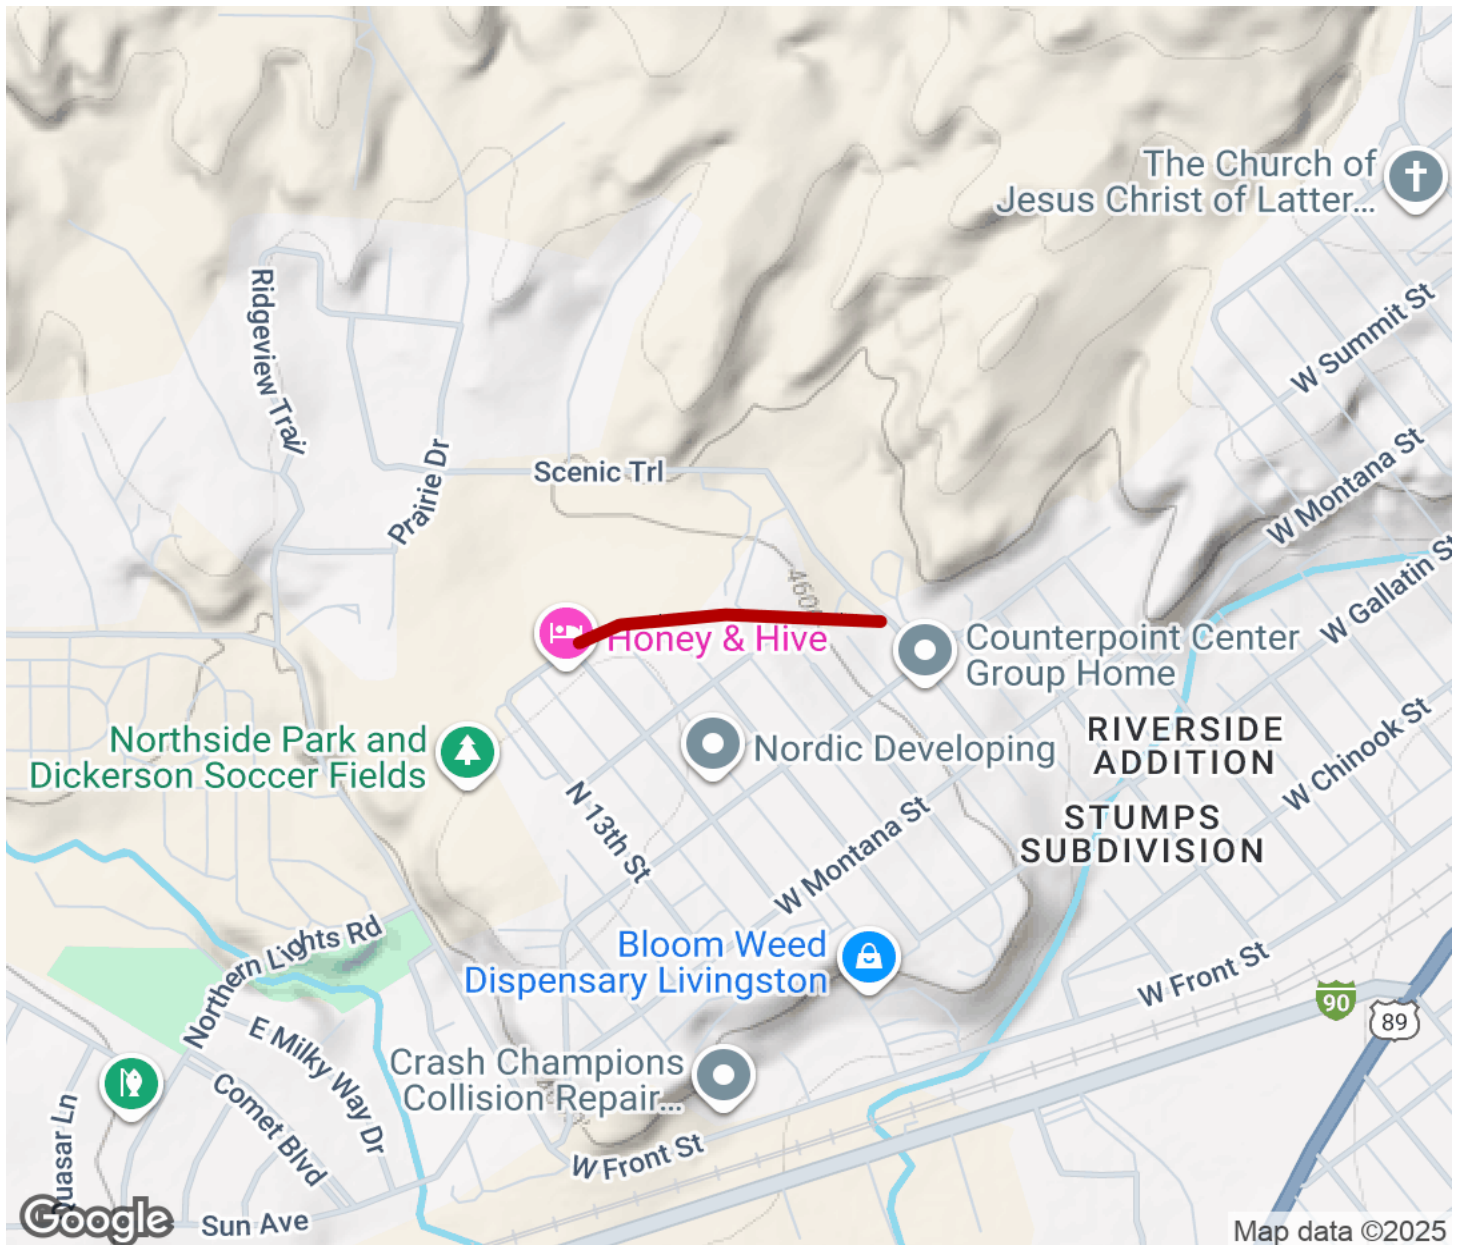 The Church of
Jesus Christ of Latter...
W Summit St
Ridgeview Trail
W Montana St
Prairie Dr
Scenic Trl
W Gallatin St
Honey & Hive
Counterpoint Center
Group Home
Northside Park and
Dickerson Soccer Fields
Nordic Developing
RIVERSIDE
ADDITION
W Chinook St
N 13th St
STUMPS
SUBDIVISION
W Montana St
Northern Lights Rd
Bloom Weed
Dispensary Livingston
W Front St
90
89
E Milky Way Dr
Crash Champions
Collision Repair...
Comet Blvd
Quasar Ln
W Front St
Google
Sun Ave
Map data ©2025